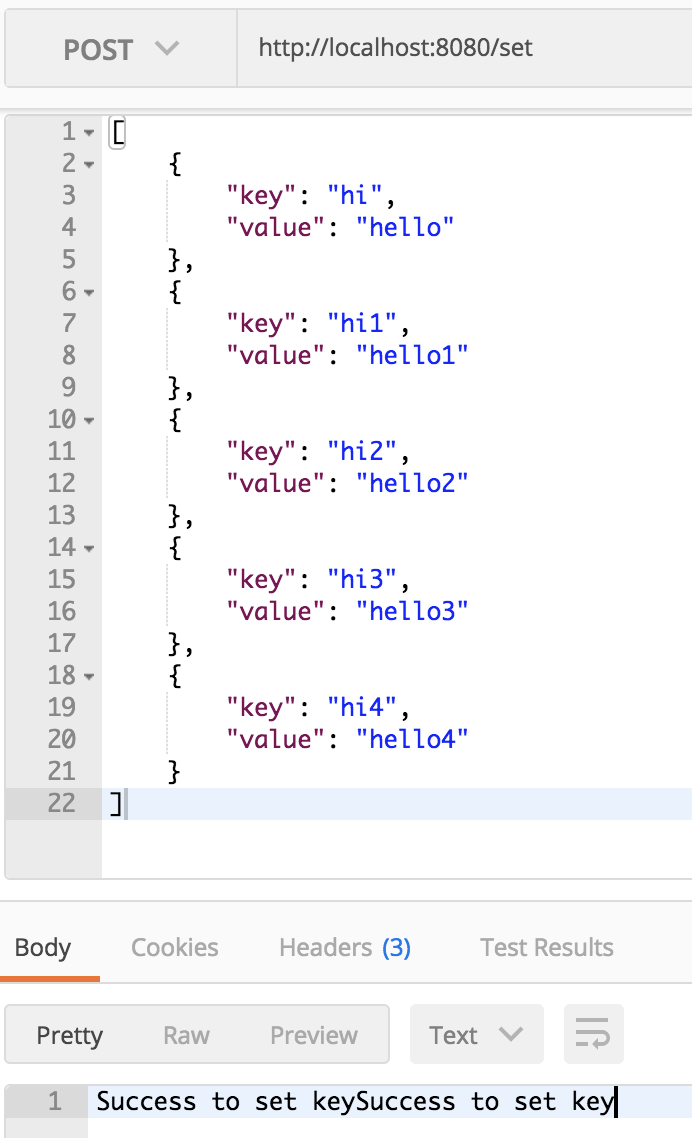 POST http://localhost:8080/set
1 [
2 {
3 "key": "hi",
4 "value": "hello"
5 },
6 {
7 "key": "hi1",
8 "value": "hello1"
9 },
10 {
11 "key": "hi2",
12 "value": "hello2"
13 },
14 {
15 "key": "hi3",
16 "value": "hello3"
17 },
18 {
19 "key": "hi4",
20 "value": "hello4"
21 }
22 ]
Body Cookies Headers (3) Test Results
Pretty Raw Preview Text
1 Success to set keySuccess to set key